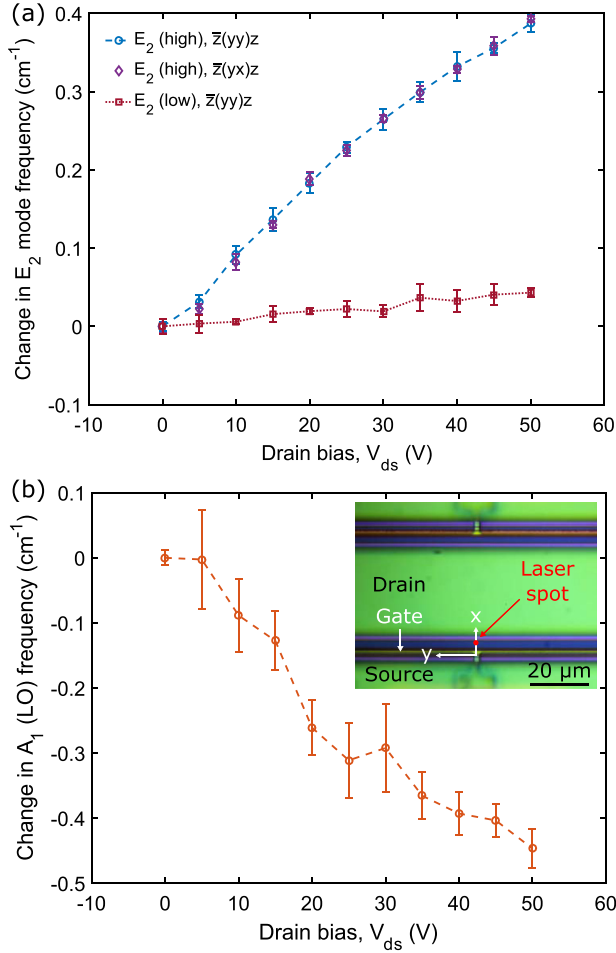 (a)
0.4
0.3
0.2
0.1
0
-0.1
Change in E₂ mode frequency (cm⁻¹)
E₂ (high), z̅(yy)z
E₂ (high), z̅(yx)z
E₂ (low), z̅(yy)z
-10 0 10 20 30 40 50 60
Drain bias, V_ds (V)
(b)
0.1
0
-0.1
-0.2
-0.3
-0.4
-0.5
Change in A₁ (LO) frequency (cm⁻¹)
Drain
Laser
spot
Gate
x
y
Source
20 µm
-10 0 10 20 30 40 50 60
Drain bias, V_ds (V)